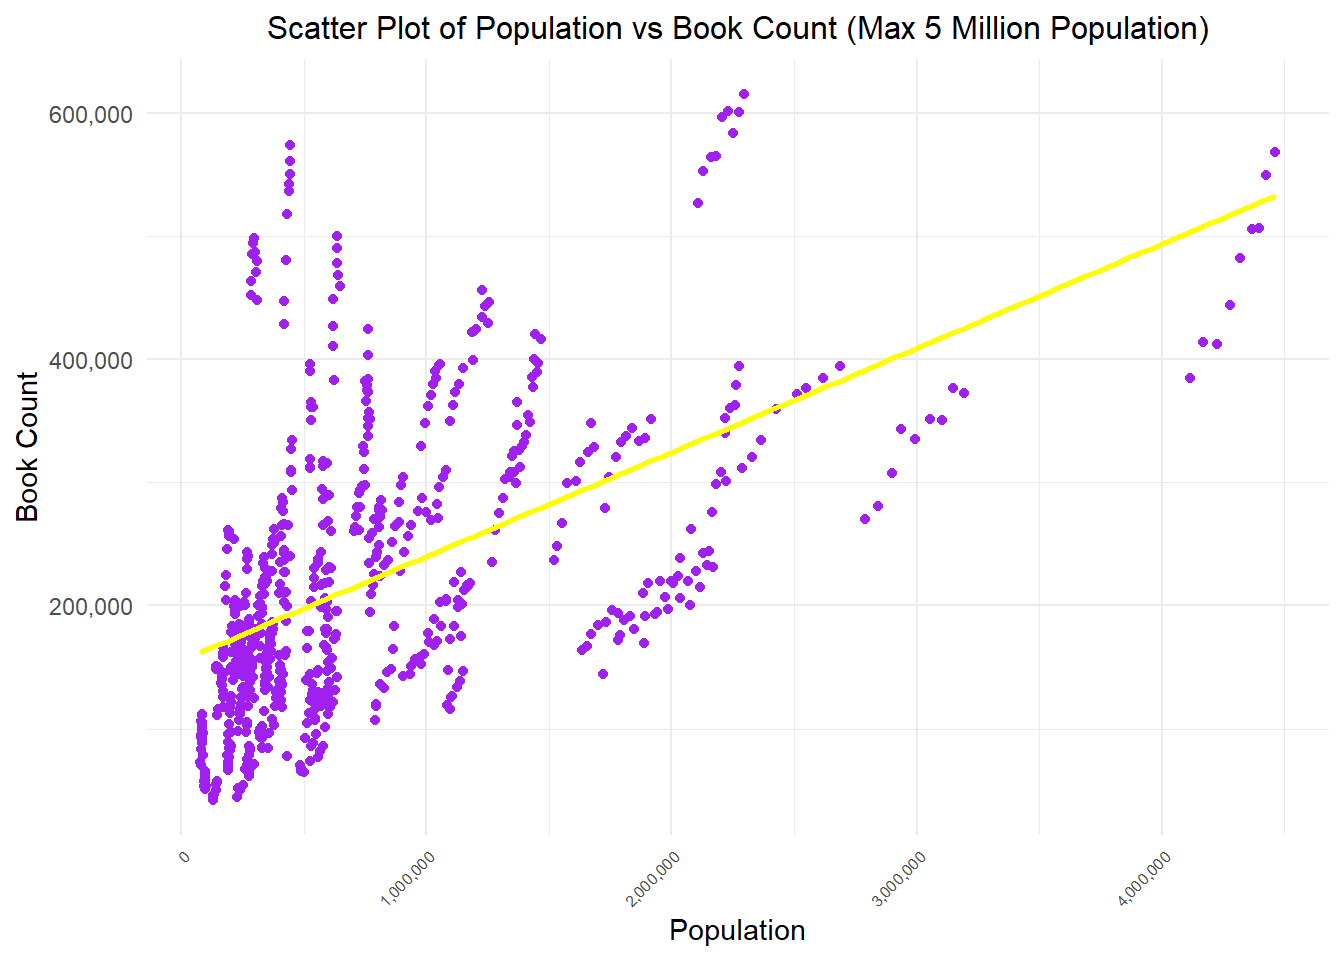 Scatter Plot of Population vs Book Count (Max 5 Million Population)
600,000
400,000
200,000
Book Count
0
1,000,000
2,000,000
3,000,000
4,000,000
Population